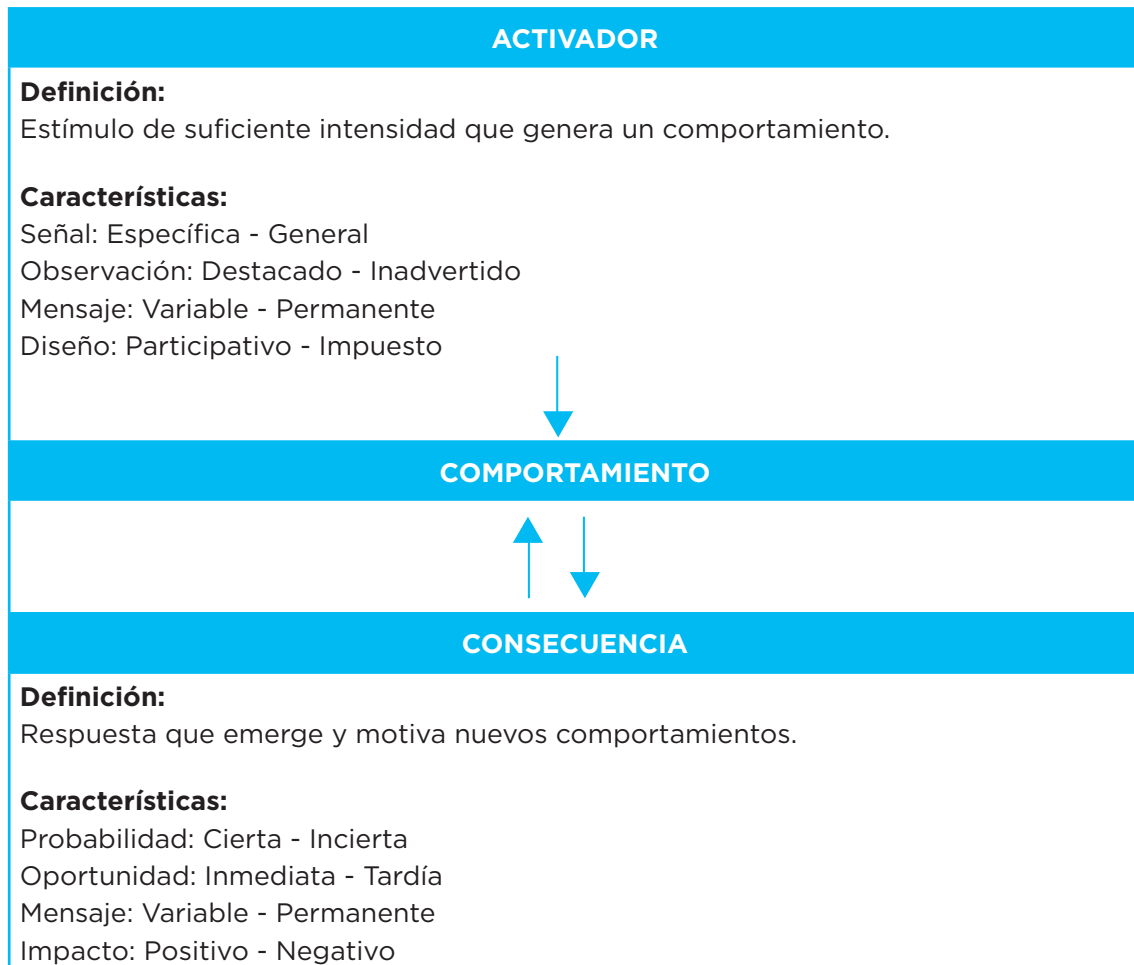 ACTIVADOR
Definición:
Estímulo de suficiente intensidad que genera un comportamiento.
Características:
Señal: Específica - General
Observación: Destacado - Inadvertido
Mensaje: Variable - Permanente
Diseño: Participativo - Impuesto
COMPORTAMIENTO
CONSECUENCIA
Definición:
Respuesta que emerge y motiva nuevos comportamientos.
Características:
Probabilidad: Cierta - Incierta
Oportunidad: Inmediata - Tardía
Mensaje: Variable - Permanente
Impacto: Positivo - Negativo